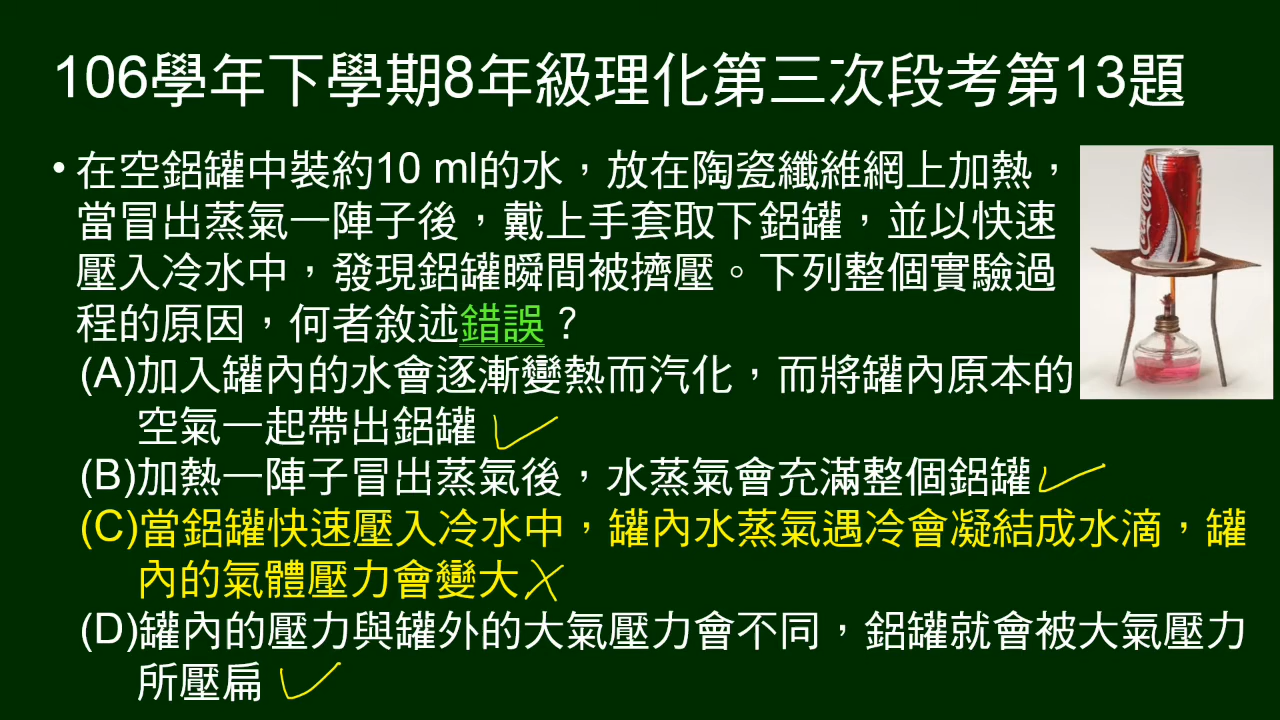 106學年下學期8年級理化第三次段考第13題
• 在空鋁罐中裝約10 ml的水，放在陶瓷纖維網上加熱，
當冒出蒸氣一陣子後，戴上手套取下鋁罐，並以快速
壓入冷水中，發現鋁罐瞬間被擠壓。下列整個實驗過
程的原因，何者敘述錯誤？
(A)加入罐內的水會逐漸變熱而汽化，而將罐內原本的
空氣一起帶出鋁罐
(B)加熱一陣子冒出蒸氣後，水蒸氣會充滿整個鋁罐
(C)當鋁罐快速壓入冷水中，罐內水蒸氣遇冷會凝結成水滴，罐
內的氣體壓力會變大
(D)罐內的壓力與罐外的大氣壓力會不同，鋁罐就會被大氣壓力
所壓扁
Coca-Cola